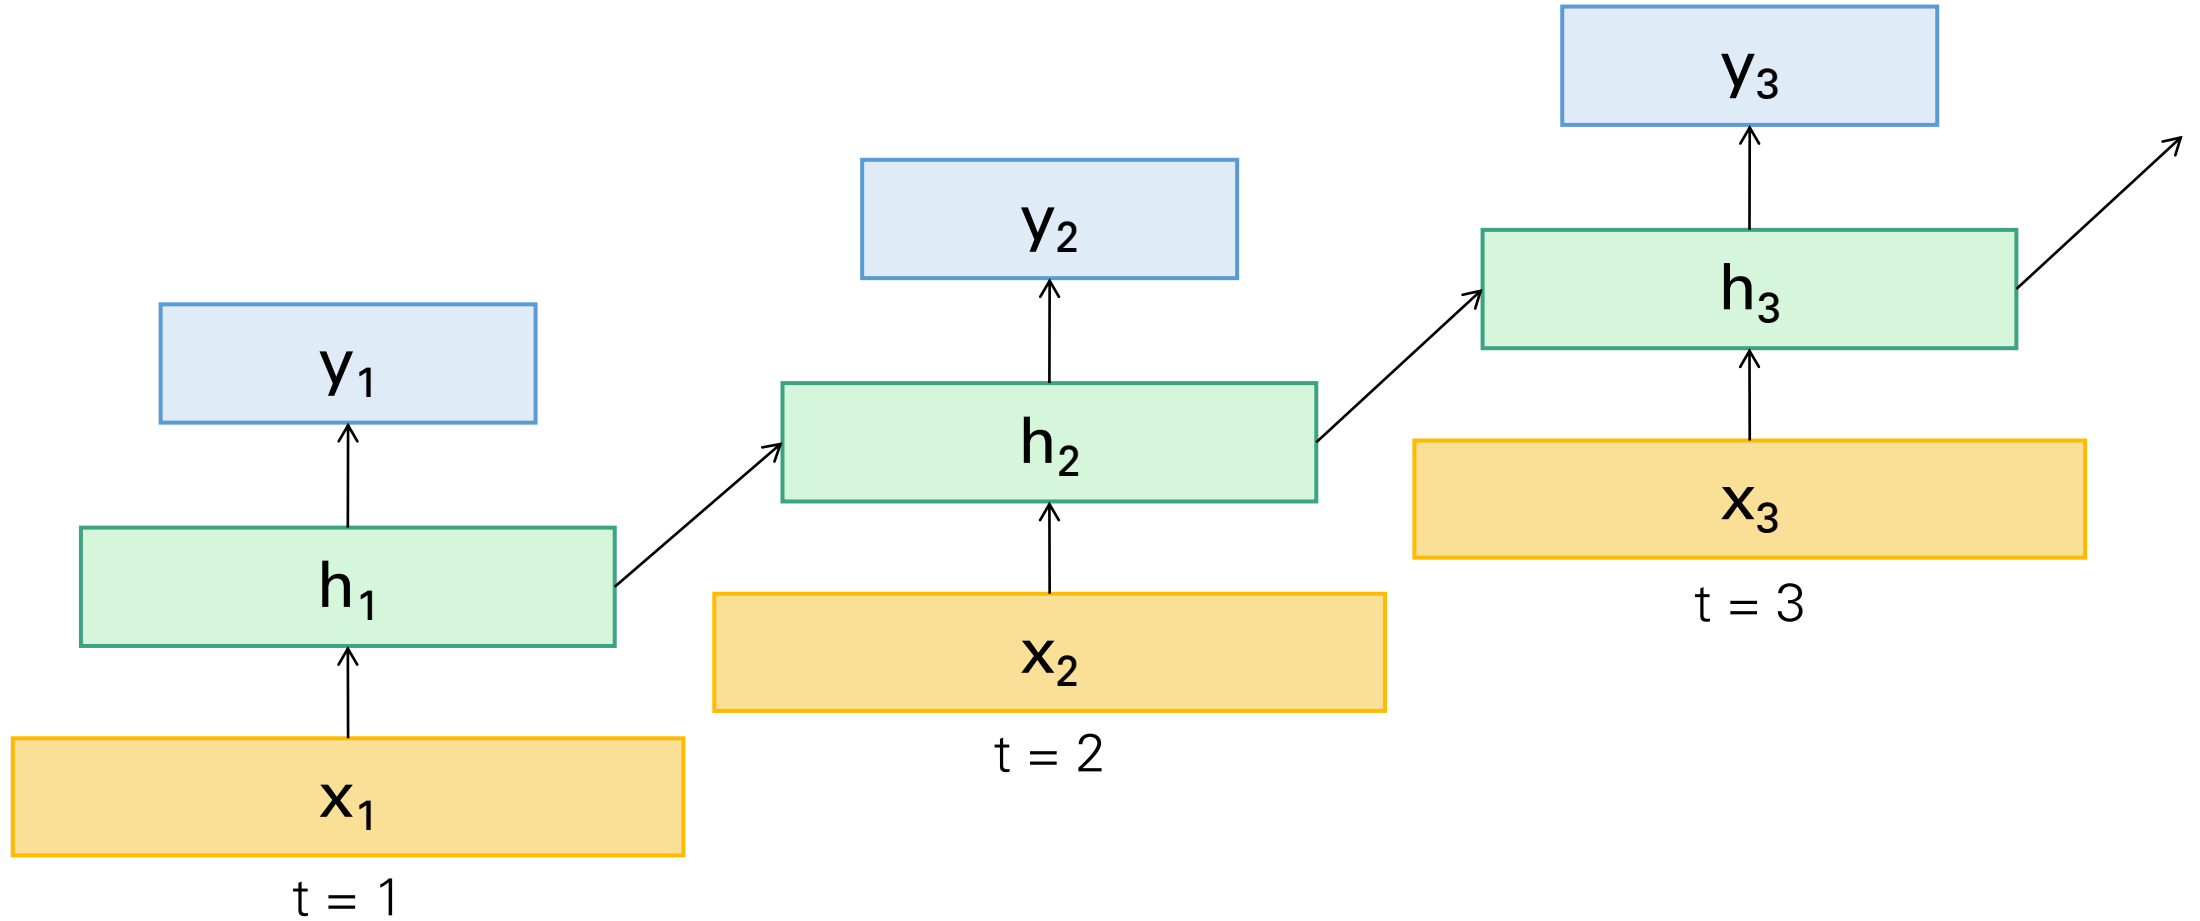 y₁
h₁
x₁
t = 1
y₂
h₂
x₂
t = 2
y₃
h₃
x₃
t = 3